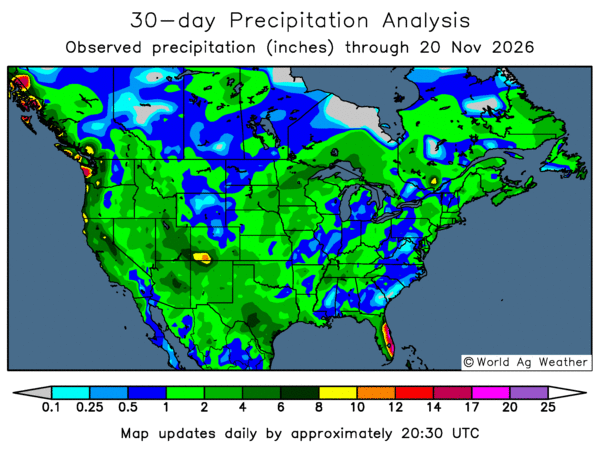 30-day Precipitation Analysis
Observed precipitation (inches) through 20 Nov 2026
©World Ag Weather
0.1 0.25 0.5 1 2 4 6 8 10 12 14 17 20 25
Map updates daily by approximately 20:30 UTC